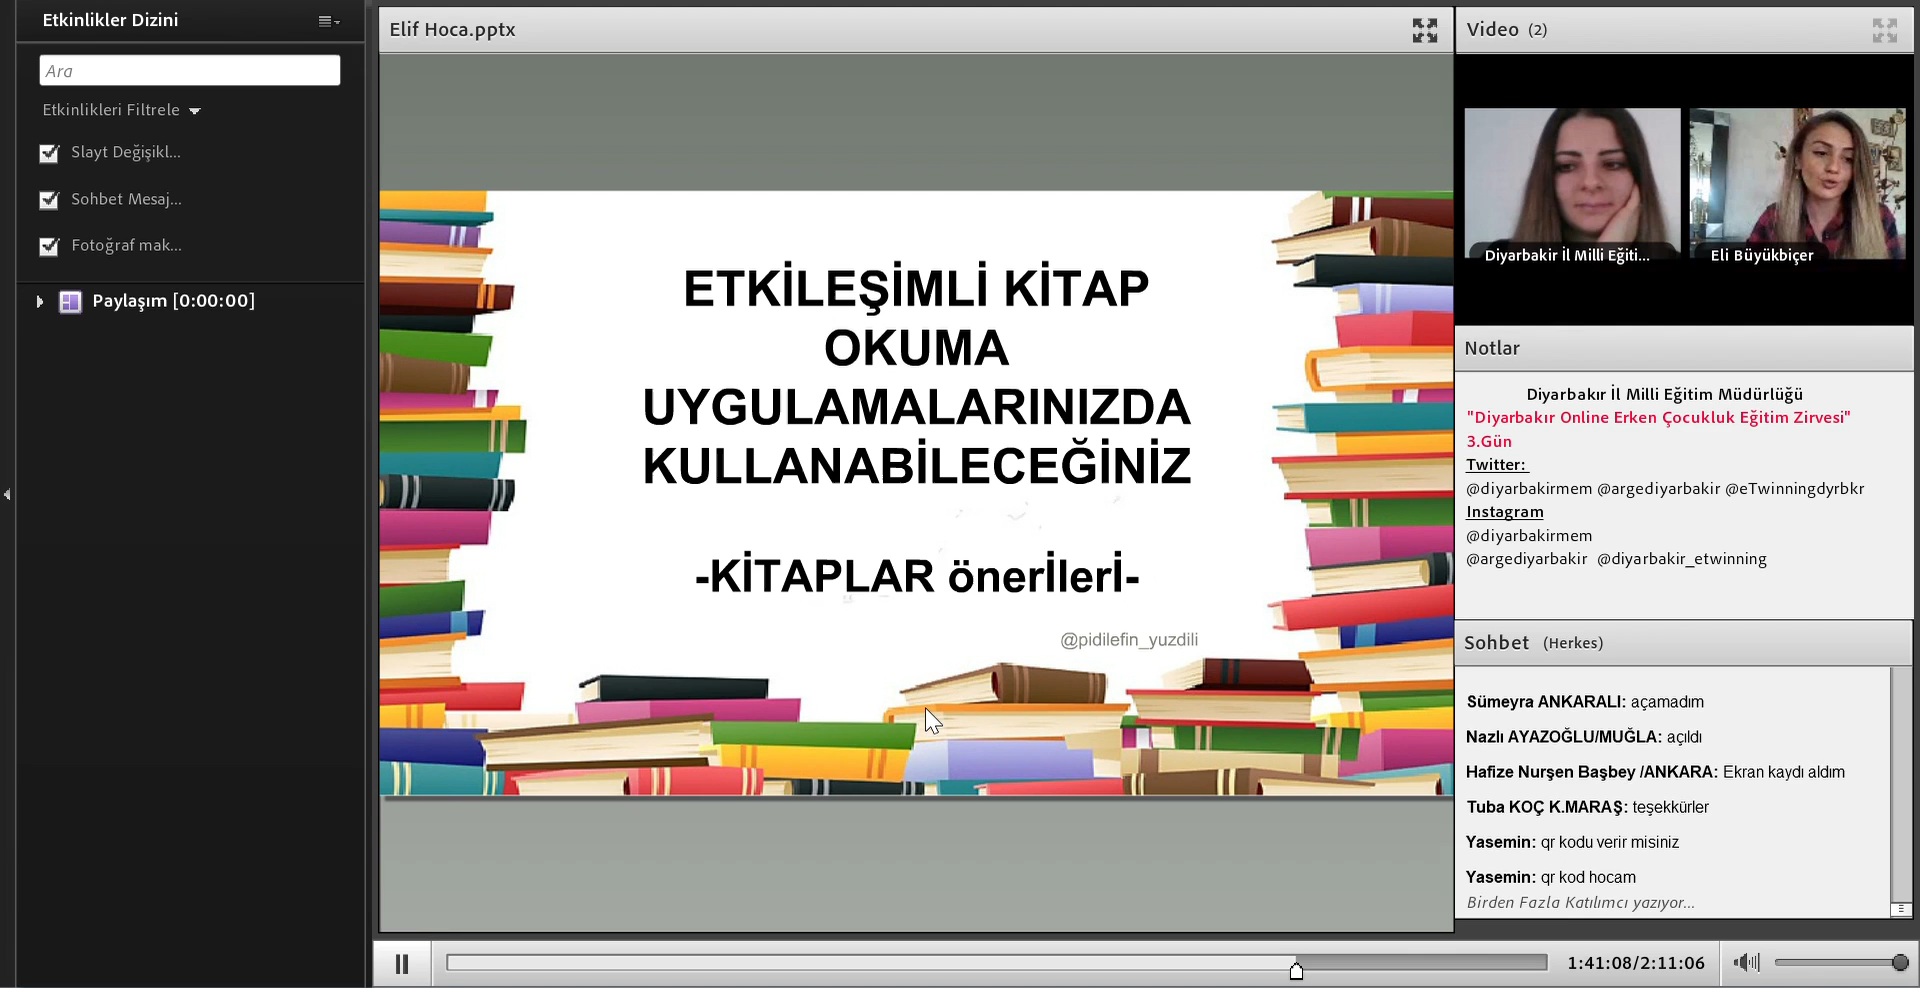 Etkinlikler Dizini
Ara
Etkinlikleri Filtrele
Slayt Değişikl...
Sohbet Mesaj...
Fotoğraf mak...
Paylaşım [0:00:00]
Elif Hoca.pptx
ETKİLEŞİMLİ KİTAP
OKUMA
UYGULAMALARINIZDA
KULLANABİLECEĞİNİZ
-KİTAPLAR önerİlerİ-
@pidilefin_yuzdili
Video (2)
Diyarbakir İl Milli Eğiti...
Eli Büyükbiçer
Notlar
Diyarbakır İl Milli Eğitim Müdürlüğü
"Diyarbakır Online Erken Çocukluk Eğitim Zirvesi"
3.Gün
Twitter:
@diyarbakirmem @argediyarbakir @eTwinningdyrbkr
Instagram
@diyarbakirmem
@argediyarbakir @diyarbakir_etwinning
Sohbet (Herkes)
Sümeyra ANKARALI: açamadım
Nazlı AYAZOĞLU/MUĞLA: açıldı
Hafize Nurşen Başbey /ANKARA: Ekran kaydı aldım
Tuba KOÇ K.MARAŞ: teşekkürler
Yasemin: qr kodu verir misiniz
Yasemin: qr kod hocam
Birden Fazla Katılımcı yazıyor...
1:41:08/2:11:06